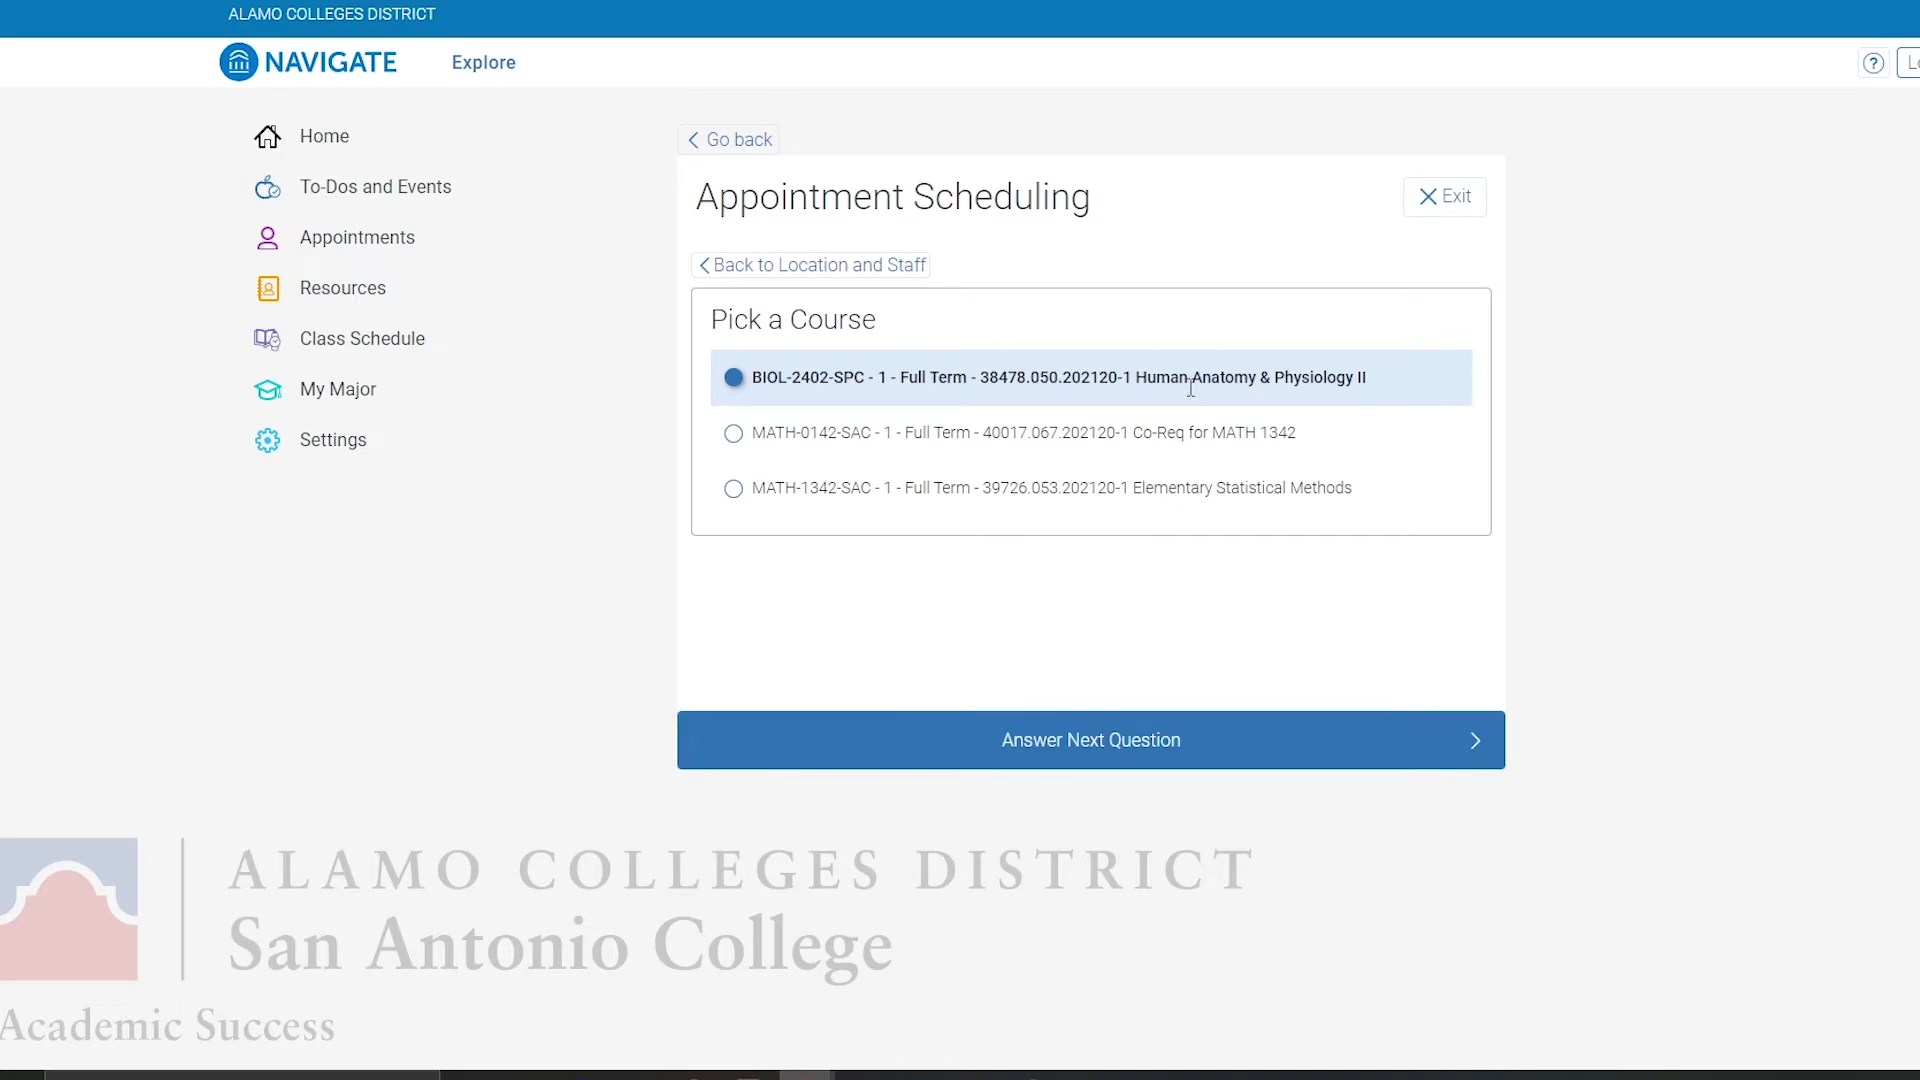 ALAMO COLLEGES DISTRICT
NAVIGATE
Explore
?
Home
To-Dos and Events
Appointments
Resources
Class Schedule
My Major
Settings
Go back
Appointment Scheduling
Exit
Back to Location and Staff
Pick a Course
BIOL-2402-SPC - 1 - Full Term - 38478.050.202120-1 Human Anatomy & Physiology II
MATH-0142-SAC - 1 - Full Term - 40017.067.202120-1 Co-Req for MATH 1342
MATH-1342-SAC - 1 - Full Term - 39726.053.202120-1 Elementary Statistical Methods
Answer Next Question
ALAMO COLLEGES DISTRICT
San Antonio College
Academic Success